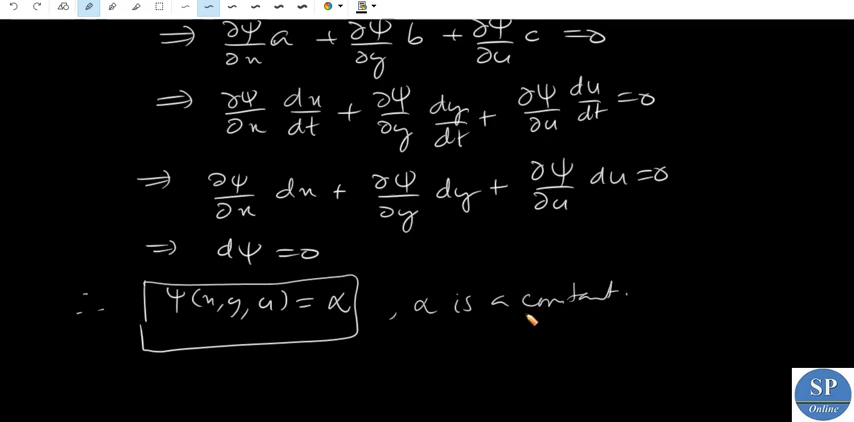 ⇒ ∂Ψ/∂x a + ∂Ψ/∂y b + ∂Ψ/∂u c = 0
⇒ ∂Ψ/∂x dx/dt + ∂Ψ/∂y dy/dt + ∂Ψ/∂u du/dt = 0
⇒ ∂Ψ/∂x dx + ∂Ψ/∂y dy + ∂Ψ/∂u du = 0
⇒ dΨ = 0
∴ Ψ(x, y, u) = α , α is a constant.
SP
Online